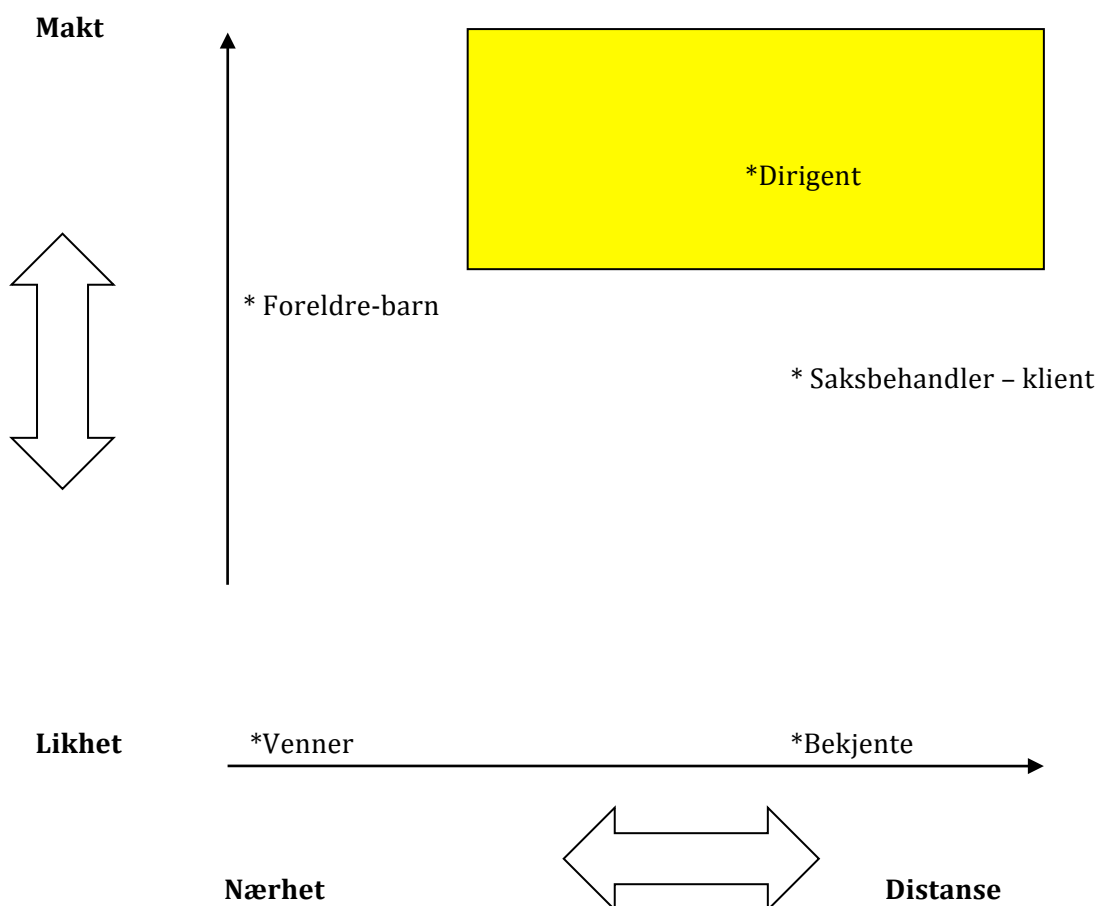 Makt
*Dirigent
* Foreldre-barn
* Saksbehandler – klient
Likhet *Venner *Bekjente
Nærhet Distanse